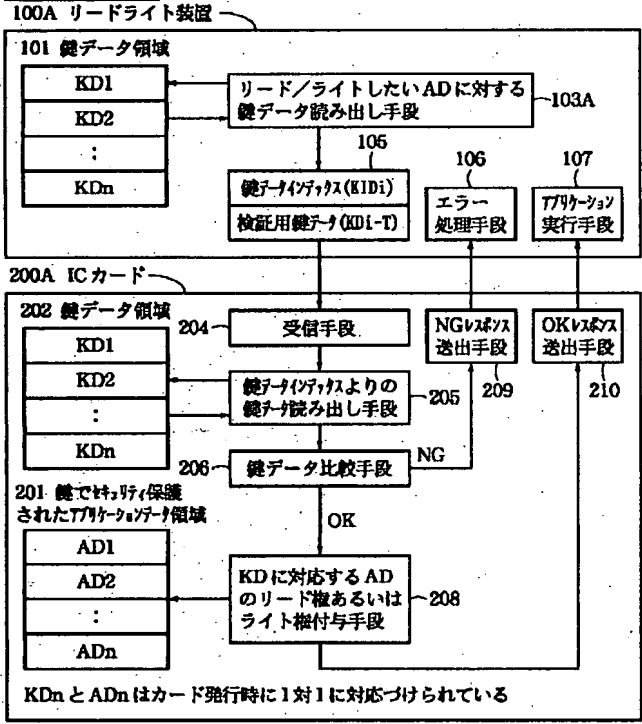 100A リードライト装置
101 鍵データ領域
KD1
KD2
:
KDn
リード/ライトしたいADに対する
鍵データ読み出し手段
103A
105
鍵データインデックス(KIDi)
検証用鍵データ(KDi-T)
106
エラー
処理手段
107
アプリケーション
実行手段
200A ICカード
202 鍵データ領域
KD1
KD2
:
KDn
204
受信手段
鍵データインデックスよりの
鍵データ読み出し手段
205
206
鍵データ比較手段
NG
OK
NGレスポンス
送出手段
209
OKレスポンス
送出手段
210
201 鍵でセキュリティ保護
されたアプリケーションデータ領域
AD1
AD2
:
ADn
KDに対応するAD
のリード権あるいは
ライト権付与手段
208
KDnとADnはカード発行時に1対1に対応づけられている